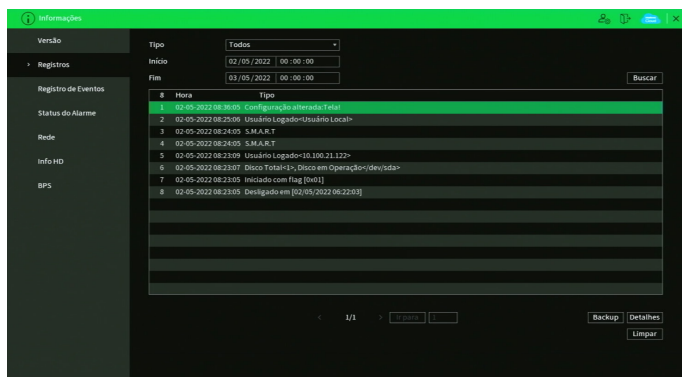 Informações
Versão
Registros
Registro de Eventos
Status do Alarme
Rede
Info HD
BPS
Tipo Todos
Início 02/05/2022 00:00:00
Fim 03/05/2022 00:00:00
Buscar
8 Hora Tipo
1 02-05-2022 08:36:05 Configuração alterada:Tela!
2 02-05-2022 08:25:06 Usuário Logado<Usuário Local>
3 02-05-2022 08:24:05 S.M.A.R.T
4 02-05-2022 08:24:05 S.M.A.R.T
5 02-05-2022 08:23:09 Usuário Logado<10.100.21.122>
6 02-05-2022 08:23:07 Disco Total<1>, Disco em Operação</dev/sda>
7 02-05-2022 08:23:05 Iniciado com flag [0x01]
8 02-05-2022 08:23:05 Desligado em [02/05/2022 06:22:03]
1/1 Ir para 1
Backup Detalhes
Limpar